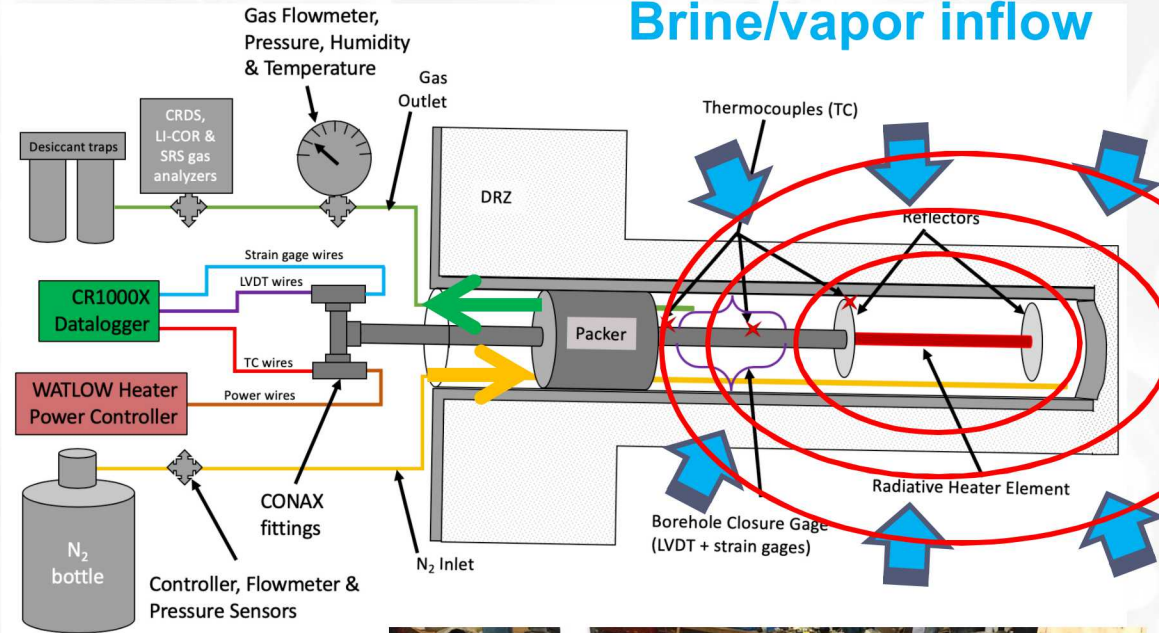 Brine/vapor inflow
Gas Flowmeter,
Pressure, Humidity
& Temperature
Gas
Outlet
Thermocouples (TC)
CRDS,
LI-COR &
SRS gas
analyzers
Desiccant traps
DRZ
Reflectors
Strain gage wires
LVDT wires
CR1000X
Datalogger
Packer
TC wires
WATLOW Heater
Power Controller
Power wires
CONAX
fittings
Radiative Heater Element
Borehole Closure Gage
(LVDT + strain gages)
N₂ Inlet
N₂
bottle
Controller, Flowmeter &
Pressure Sensors